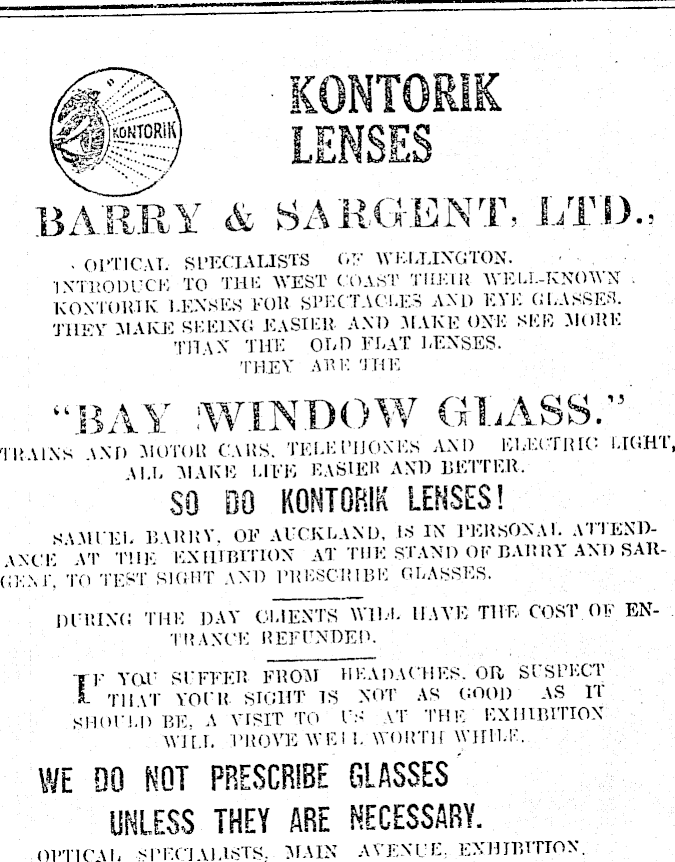 KONTORIK
KONTORIK
LENSES
BARRY & SARGENT, LTD.,
OPTICAL SPECIALISTS OF WELLINGTON.
INTRODUCE TO THE WEST COAST THEIR WELL-KNOWN
KONTORIK LENSES FOR SPECTACLES AND EYE GLASSES.
THEY MAKE SEEING EASIER AND MAKE ONE SEE MORE
THAN THE OLD FLAT LENSES.
THEY ARE THE
"BAY WINDOW GLASS."
TRAINS AND MOTOR CARS, TELEPHONES AND ELECTRIC LIGHT,
ALL MAKE LIFE EASIER AND BETTER.
SO DO KONTORIK LENSES!
SAMUEL BARRY, OF AUCKLAND, IS IN PERSONAL ATTEND-
ANCE AT THE EXHIBITION AT THE STAND OF BARRY AND SAR-
GENT, TO TEST SIGHT AND PRESCRIBE GLASSES.
DURING THE DAY CLIENTS WILL HAVE THE COST OF EN-
TRANCE REFUNDED.
IF YOU SUFFER FROM HEADACHES, OR SUSPECT
THAT YOUR SIGHT IS NOT AS GOOD AS IT
SHOULD BE, A VISIT TO US AT THE EXHIBITION
WILL PROVE WELL WORTH WHILE.
WE DO NOT PRESCRIBE GLASSES
UNLESS THEY ARE NECESSARY.
OPTICAL SPECIALISTS, MAIN AVENUE, EXHIBITION.